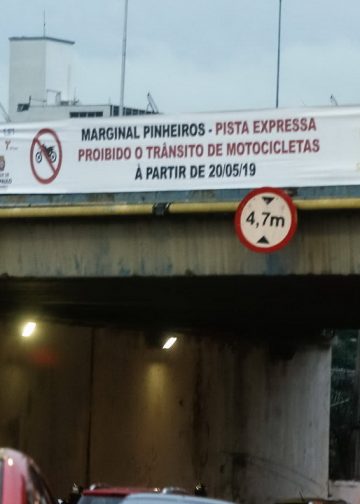 MARGINAL PINHEIROS - PISTA EXPRESSA
PROIBIDO O TRÂNSITO DE MOTOCICLETAS
À PARTIR DE 20/05/19
4,7m